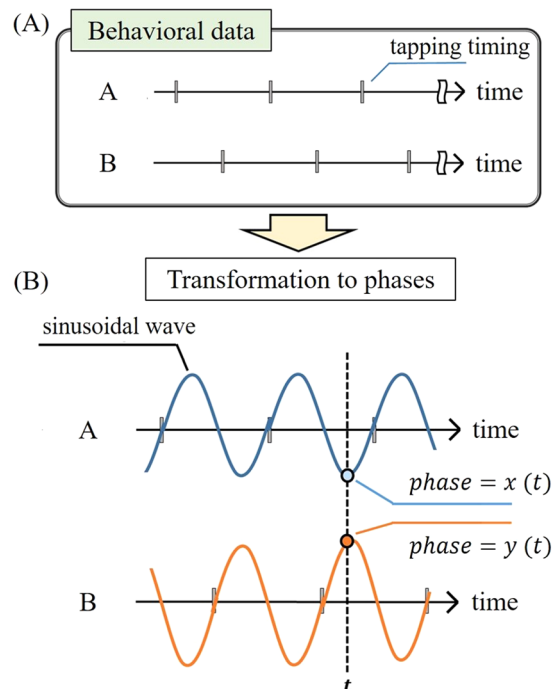 (A)
Behavioral data
tapping timing
A
time
B
time
Transformation to phases
(B)
sinusoidal wave
A
time
phase = x (t)
phase = y (t)
B
time
t